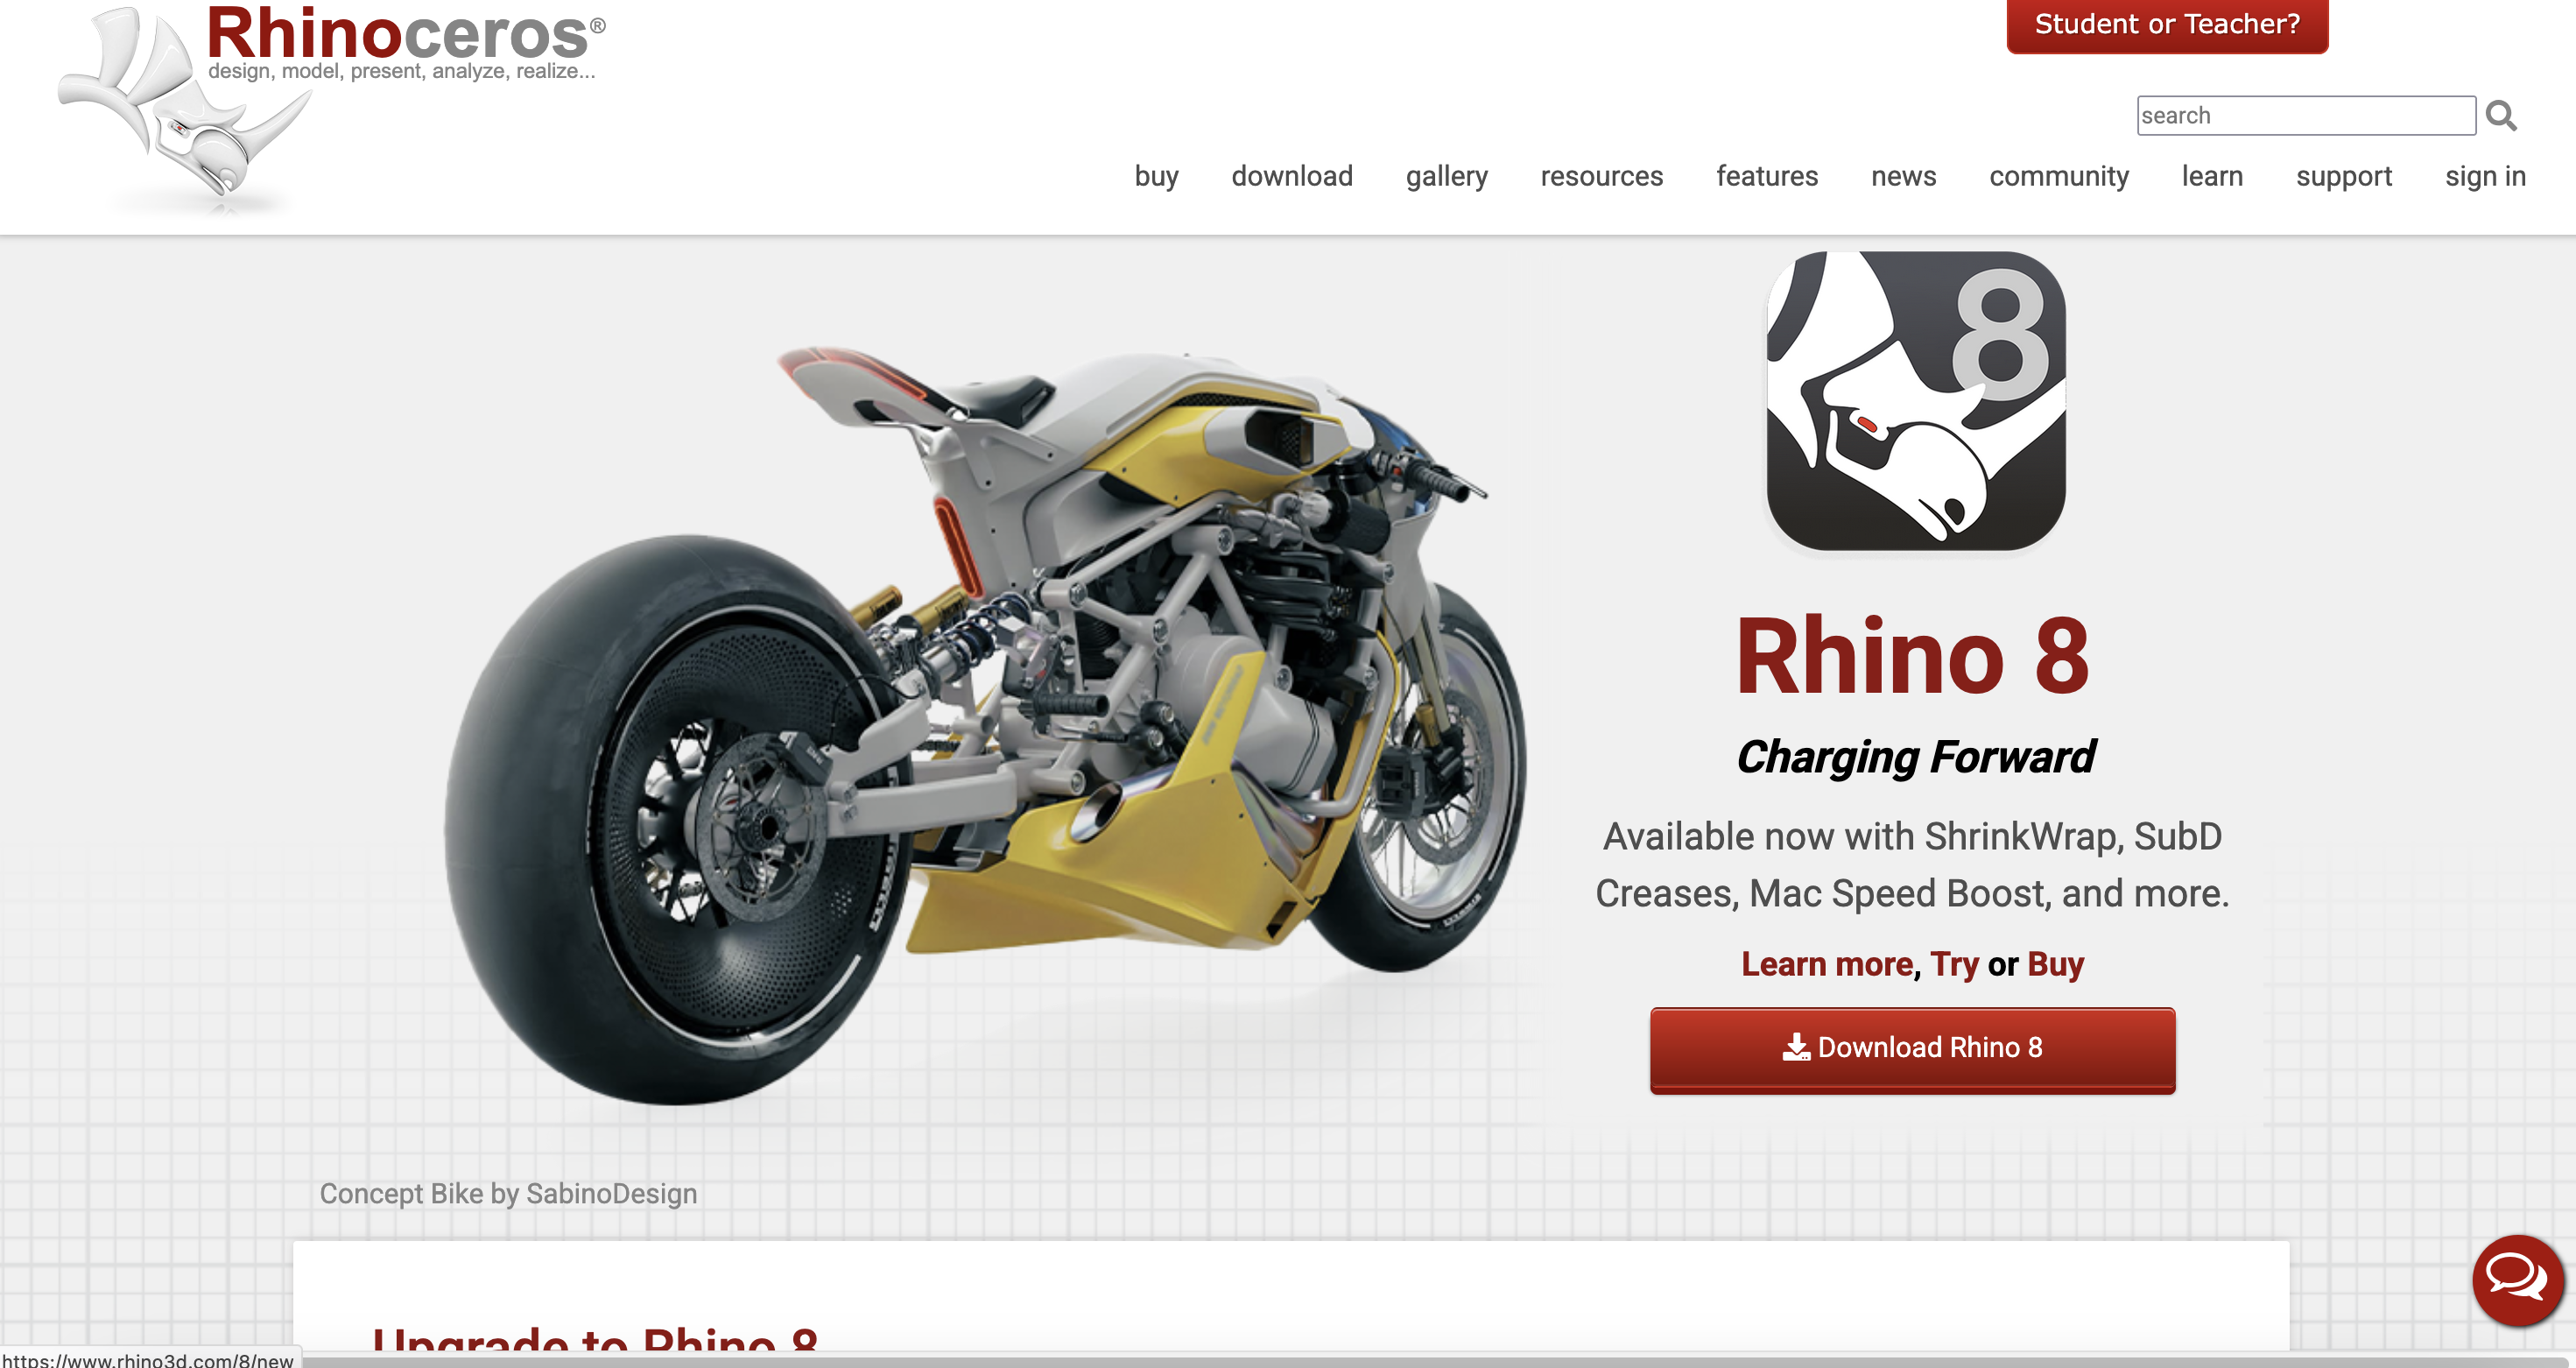 Rhinoceros®
design, model, present, analyze, realize...
Student or Teacher?
search
buy download gallery resources features news community learn support sign in
8
Rhino 8
Charging Forward
Available now with ShrinkWrap, SubD
Creases, Mac Speed Boost, and more.
Learn more, Try or Buy
Download Rhino 8
Concept Bike by SabinoDesign
Upgrade to Rhino 8
https://www.rhino3d.com/8/new